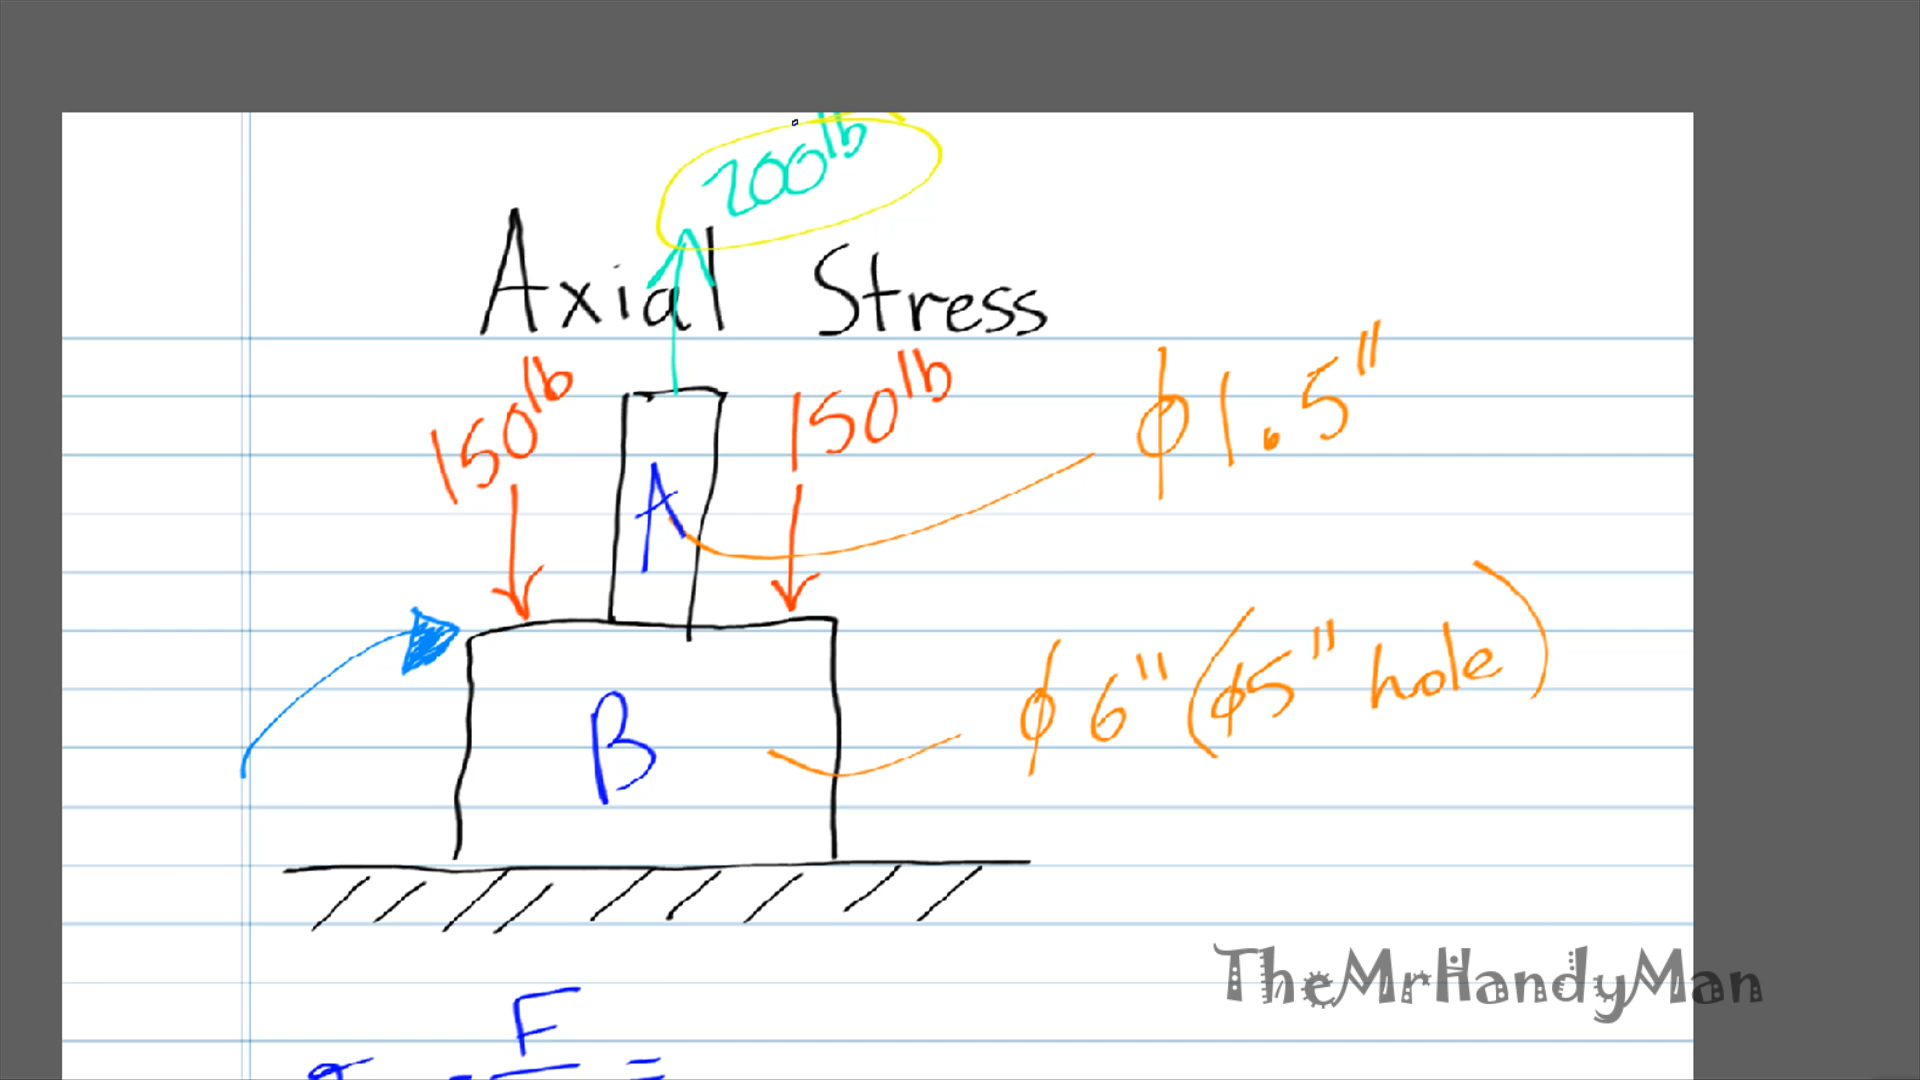 200lb
Axial Stress
150lb
150lb
ϕ1.5"
A
ϕ6" (ϕ5" hole)
B
TheMrHandyMan
F
=